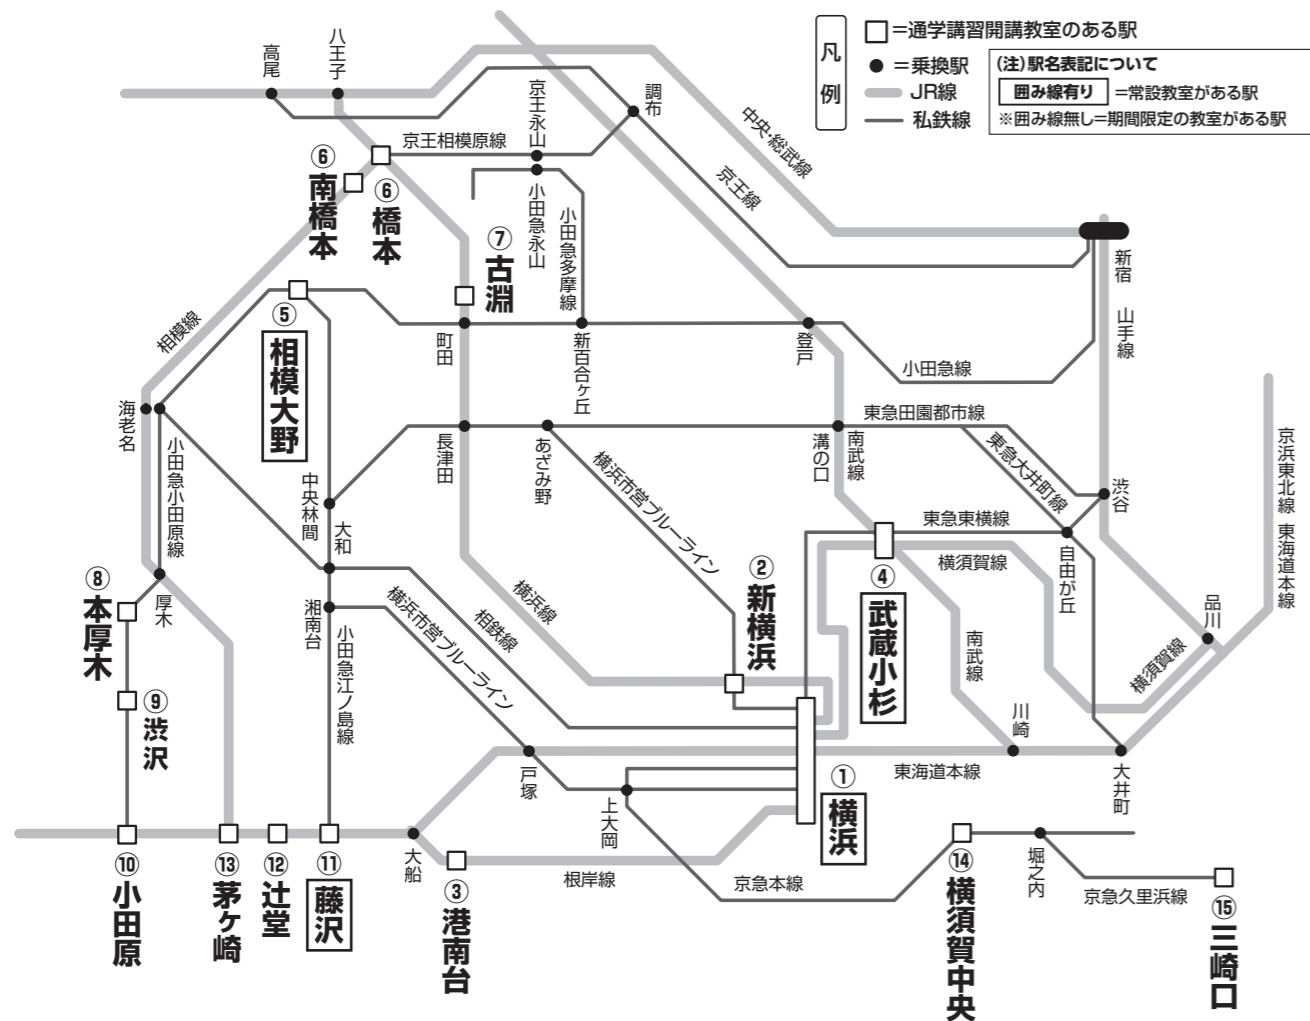 凡例
=通学講習開講教室のある駅
=乗換駅
JR線
私鉄線
(注)駅名表記について
囲み線有り
=常設教室がある駅
※囲み線無し=期間限定の教室がある駅
高尾
八王子
京王永山
調布
中央・総武線
京王相模原線
京王線
⑥
南橋本
⑥
橋本
小田急永山
小田急多摩線
⑦
古淵
新宿
山手線
相模線
⑤
相模大野
町田
新百合ヶ丘
登戸
小田急線
海老名
小田急小田原線
中央林間
長津田
あざみ野
溝の口
南武線
東急田園都市線
東急大井町線
渋谷
京浜東北線
東海道本線
大和
横浜市営ブルーライン
東急東横線
横須賀線
自由が丘
⑧
本厚木
厚木
湘南台
横浜市営ブルーライン
横浜線
相鉄線
②
新横浜
④
武蔵小杉
南武線
品川
横須賀線
⑨
渋沢
小田急江ノ島線
川崎
戸塚
上大岡
①
横浜
東海道本線
大井町
⑩
小田原
⑬
茅ヶ崎
⑫
辻堂
⑪
藤沢
大船
③
港南台
根岸線
京急本線
⑭
横須賀中央
堀之内
京急久里浜線
⑮
三崎口